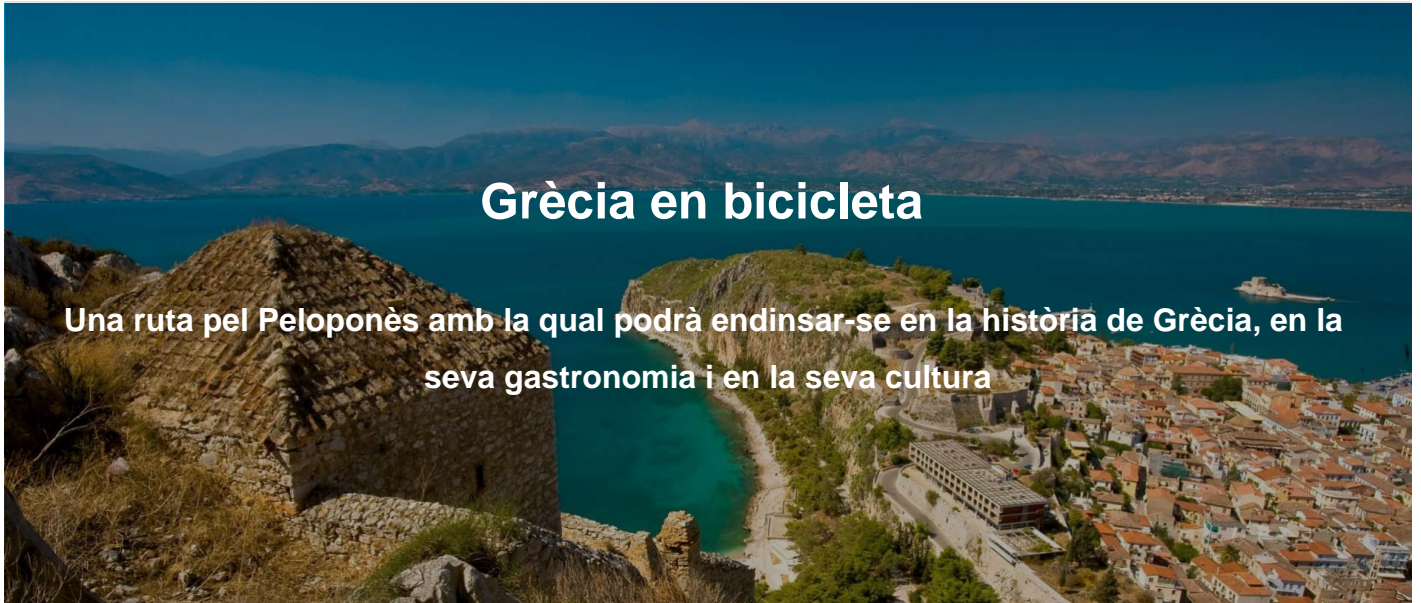 Grècia en bicicleta
Una ruta pel Peloponès amb la qual podrà endinsar-se en la història de Grècia, en la
seva gastronomia i en la seva cultura